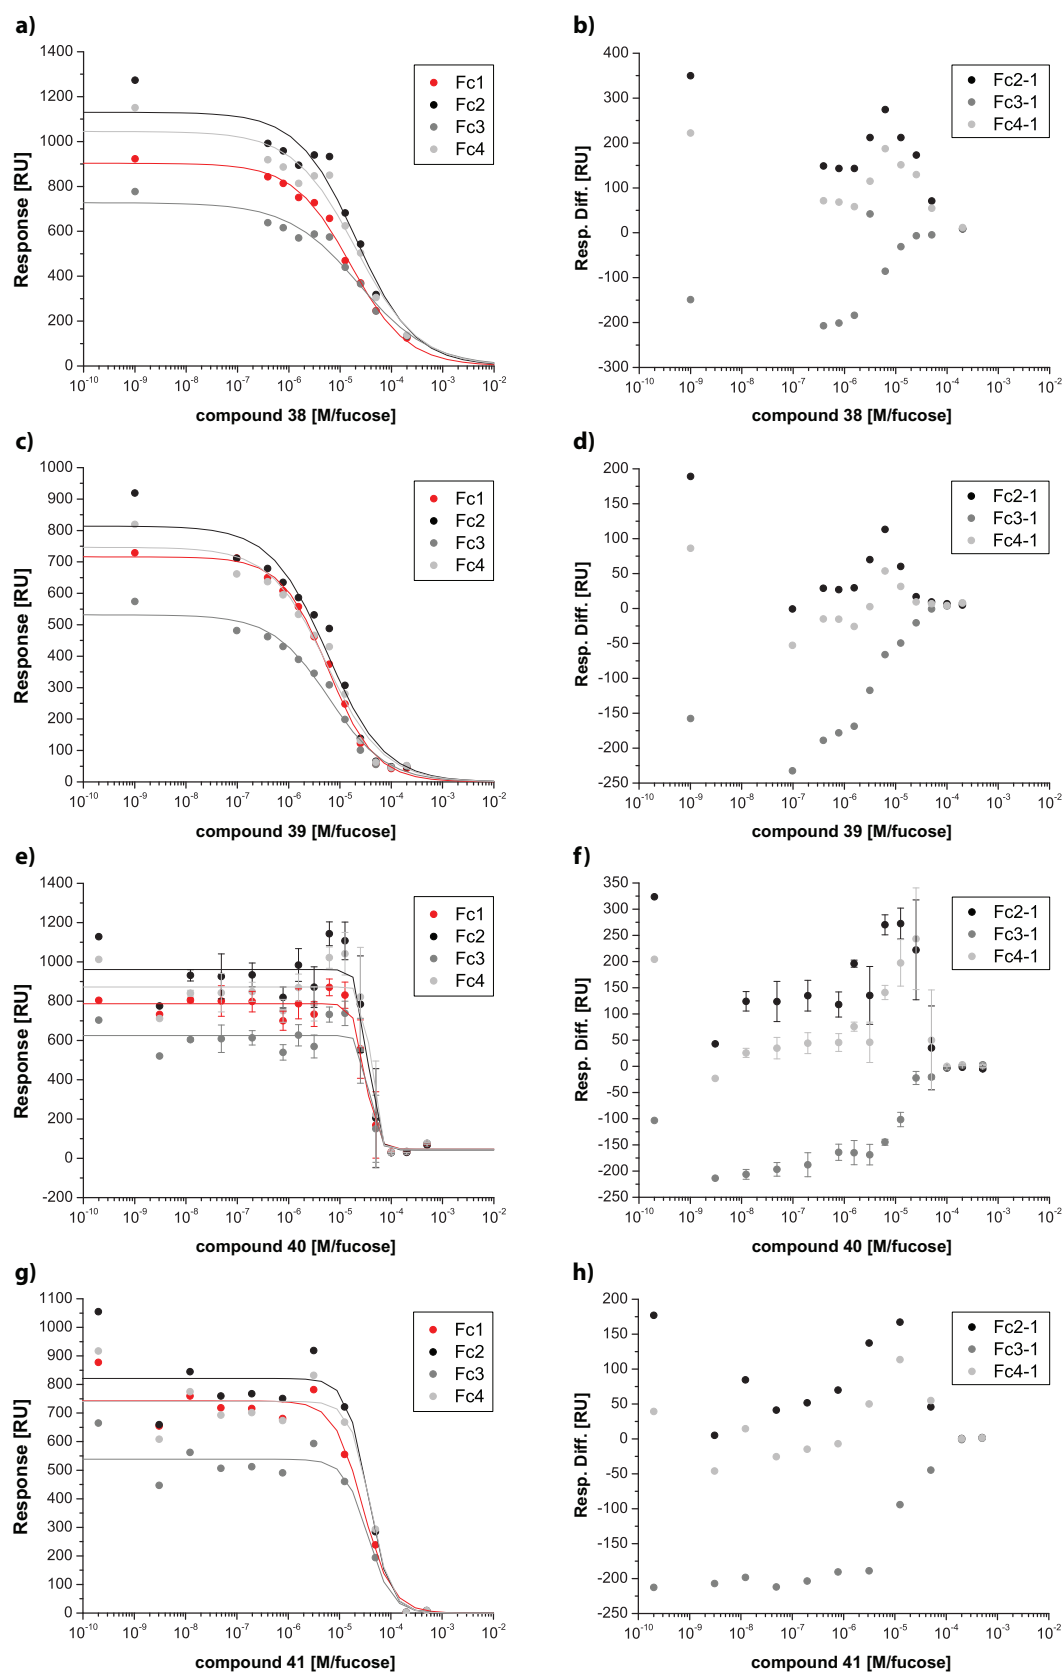 a)
1400
1200
1000
800
600
400
200
0
Response [RU]
Fc1
Fc2
Fc3
Fc4
10-10 10-9 10-8 10-7 10-6 10-5 10-4 10-3 10-2
compound 38 [M/fucose]
b)
400
300
200
100
0
-100
-200
-300
Resp. Diff. [RU]
Fc2-1
Fc3-1
Fc4-1
10-10 10-9 10-8 10-7 10-6 10-5 10-4 10-3 10-2
compound 38 [M/fucose]
c)
1000
900
800
700
600
500
400
300
200
100
0
Response [RU]
Fc1
Fc2
Fc3
Fc4
10-10 10-9 10-8 10-7 10-6 10-5 10-4 10-3 10-2
compound 39 [M/fucose]
d)
200
150
100
50
0
-50
-100
-150
-200
-250
Resp. Diff. [RU]
Fc2-1
Fc3-1
Fc4-1
10-10 10-9 10-8 10-7 10-6 10-5 10-4 10-3 10-2
compound 39 [M/fucose]
e)
1400
1200
1000
800
600
400
200
0
-200
Response [RU]
Fc1
Fc2
Fc3
Fc4
10-10 10-9 10-8 10-7 10-6 10-5 10-4 10-3 10-2
compound 40 [M/fucose]
f)
350
300
250
200
150
100
50
0
-50
-100
-150
-200
-250
Resp. Diff. [RU]
Fc2-1
Fc3-1
Fc4-1
10-10 10-9 10-8 10-7 10-6 10-5 10-4 10-3 10-2
compound 40 [M/fucose]
g)
1100
1000
900
800
700
600
500
400
300
200
100
0
Response [RU]
Fc1
Fc2
Fc3
Fc4
10-10 10-9 10-8 10-7 10-6 10-5 10-4 10-3 10-2
compound 41 [M/fucose]
h)
200
150
100
50
0
-50
-100
-150
-200
-250
Resp. Diff. [RU]
Fc2-1
Fc3-1
Fc4-1
10-10 10-9 10-8 10-7 10-6 10-5 10-4 10-3 10-2
compound 41 [M/fucose]